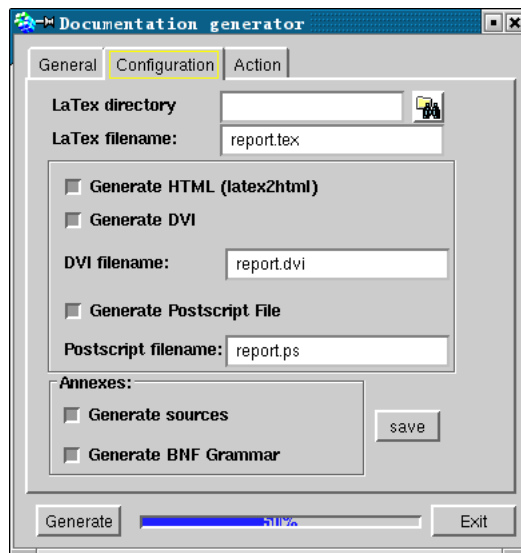 Documentation generator
General Configuration Action
LaTex directory
LaTex filename: report.tex
Generate HTML (latex2html)
Generate DVI
DVI filename: report.dvi
Generate Postscript File
Postscript filename: report.ps
Annexes:
Generate sources
save
Generate BNF Grammar
Generate 50% Exit